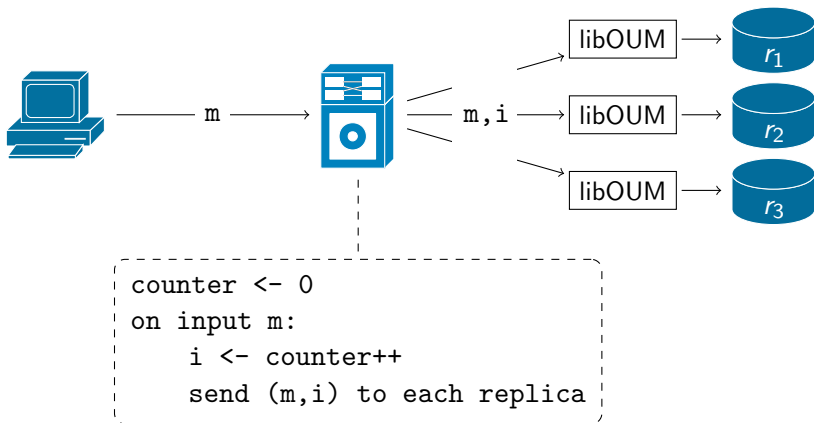 libOUM
r1
m
m,i
libOUM
r2
libOUM
r3
counter <- 0
on input m:
i <- counter++
send (m,i) to each replica